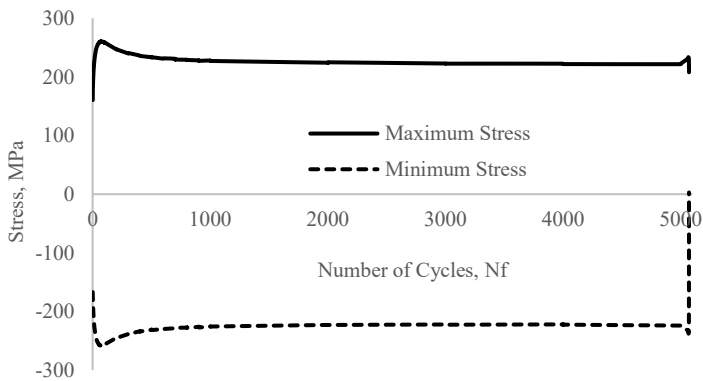 300
200
100
0
-100
-200
-300
Stress, MPa
Maximum Stress
Minimum Stress
0 1000 2000 3000 4000 5000
Number of Cycles, Nf